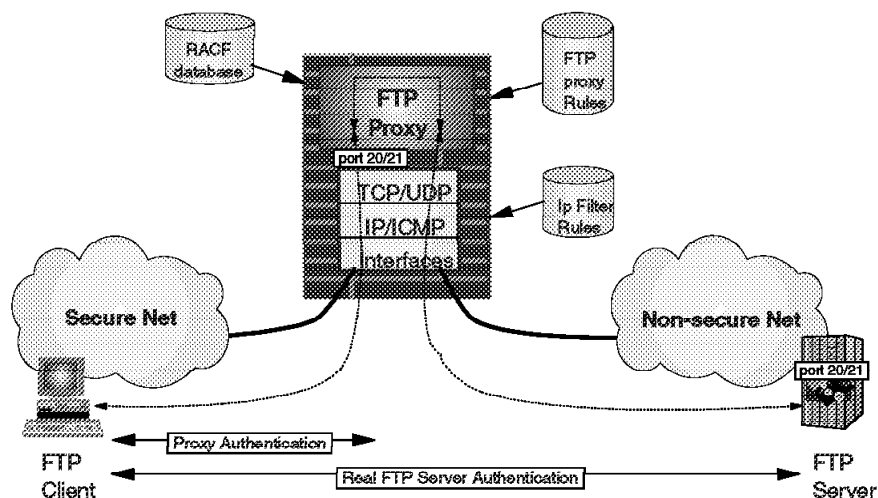 RACF
database
FTP
proxy
Rules
FTP
Proxy
port 20/21
TCP/UDP
IP/ICMP
Interfaces
Ip Filter
Rules
Secure Net
Non-secure Net
port 20/21
Proxy Authentication
Real FTP Server Authentication
FTP
Client
FTP
Server